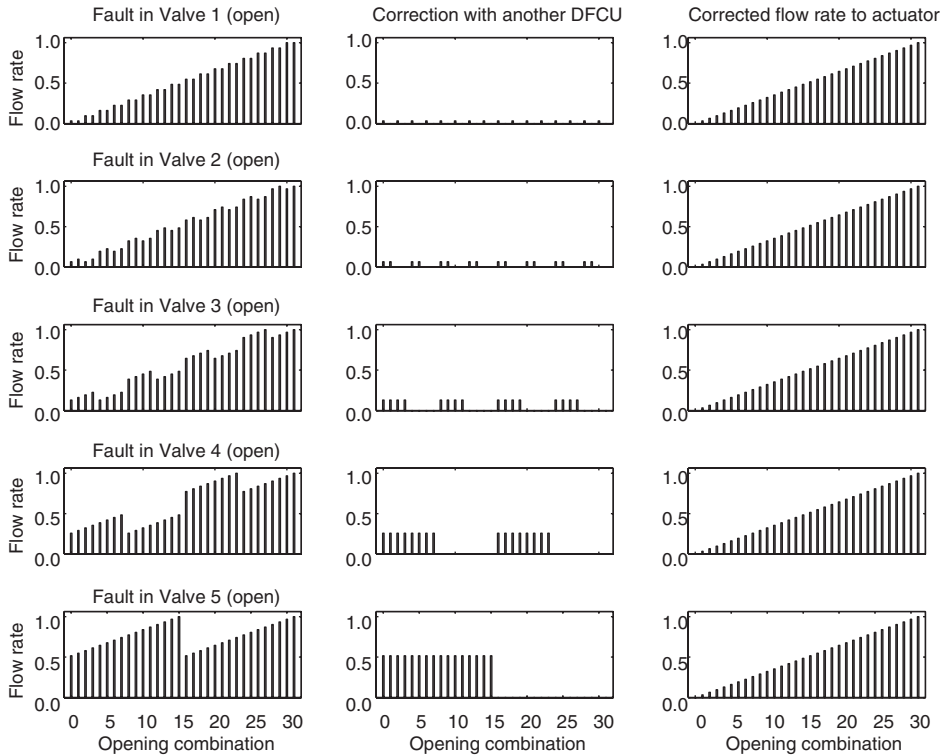 Fault in Valve 1 (open)
Correction with another DFCU
Corrected flow rate to actuator
Flow rate
1.0
0.5
0.0
1.0
0.5
0.0
1.0
0.5
0.0
Fault in Valve 2 (open)
Flow rate
1.0
0.5
0.0
1.0
0.5
0.0
1.0
0.5
0.0
Fault in Valve 3 (open)
Flow rate
1.0
0.5
0.0
1.0
0.5
0.0
1.0
0.5
0.0
Fault in Valve 4 (open)
Flow rate
1.0
0.5
0.0
1.0
0.5
0.0
1.0
0.5
0.0
Fault in Valve 5 (open)
Flow rate
1.0
0.5
0.0
1.0
0.5
0.0
1.0
0.5
0.0
0 5 10 15 20 25 30
0 5 10 15 20 25 30
0 5 10 15 20 25 30
Opening combination
Opening combination
Opening combination